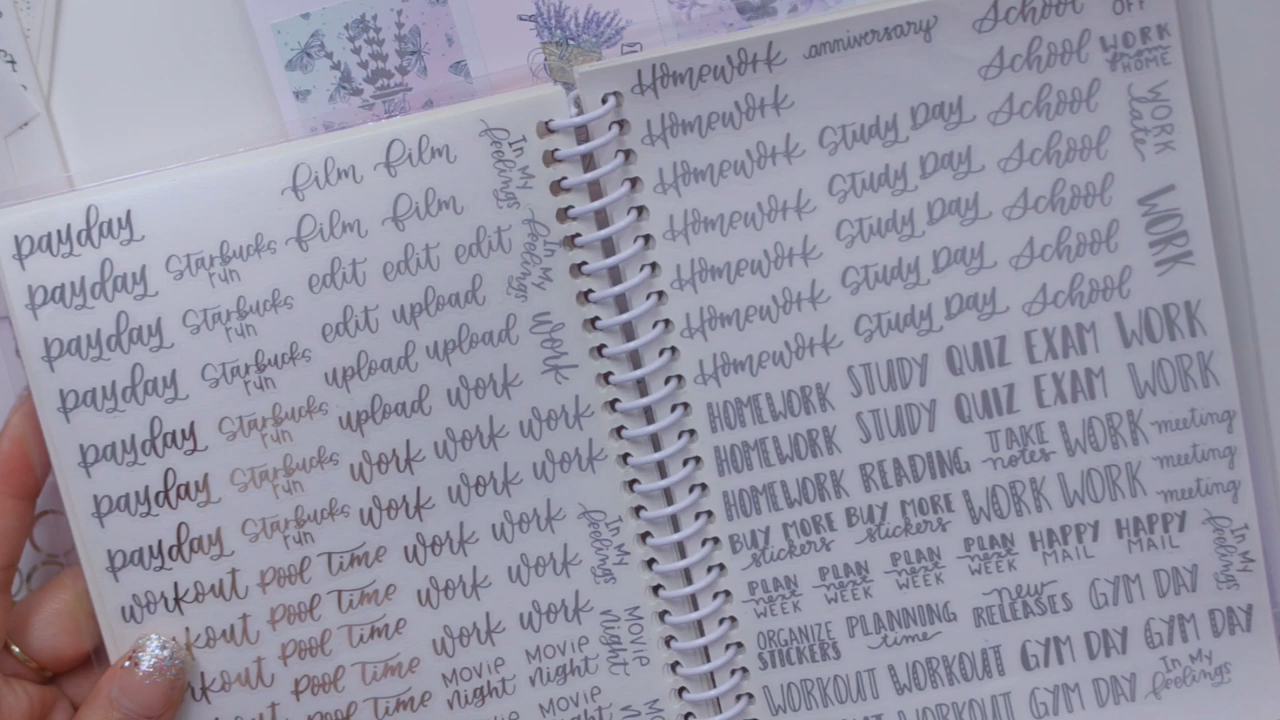 film film
payday
Starbucks run film film
payday
Starbucks run edit edit edit
payday
Starbucks run edit upload
payday
Starbucks run upload upload
payday
Starbucks run upload work
payday
Starbucks run work work work
payday
workout Pool Time work work work
kout Pool Time work work
rkout Pool Time work work
out Pool Time MOVIE night MOVIE night
MOVIE
In My feelings
In My feelings
work
In My feelings
MOVIE Night
Homework anniversary School OFF
Homework School WORK from HOME
Homework Study Day School
Homework Study Day School
Homework Study Day School
Homework Study Day School
Homework Study Day School
WORK late
WORK
HOMEWORK STUDY QUIZ EXAM WORK
HOMEWORK STUDY QUIZ EXAM WORK
HOMEWORK READING TAKE notes WORK meeting
BUY MORE stickers BUY MORE stickers WORK WORK meeting
meeting
PLAN next WEEK PLAN next WEEK PLAN next WEEK PLAN next WEEK HAPPY MAIL HAPPY MAIL
In My feelings
ORGANIZE STICKERS PLANNING time new RELEASES GYM DAY
WORKOUT WORKOUT GYM DAY GYM DAY
WORKOUT GYM DAY In My feelings